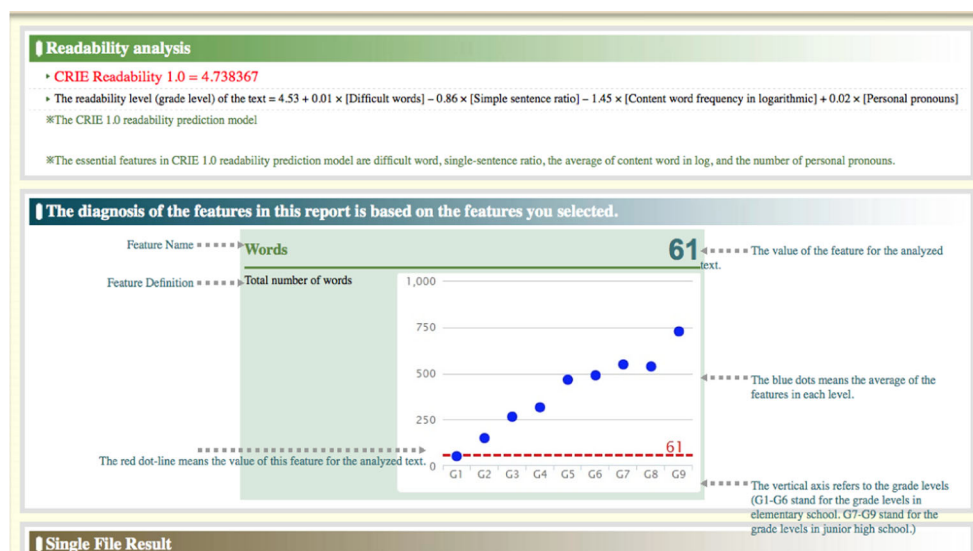 Readability analysis
CRIE Readability 1.0 = 4.738367
The readability level (grade level) of the text = 4.53 + 0.01 × [Difficult words] – 0.86 × [Simple sentence ratio] – 1.45 × [Content word frequency in logarithmic] + 0.02 × [Personal pronouns]
※The CRIE 1.0 readability prediction model
※The essential features in CRIE 1.0 readability prediction model are difficult word, single-sentence ratio, the average of content word in log, and the number of personal pronouns.
The diagnosis of the features in this report is based on the features you selected.
Feature Name
Words
61
The value of the feature for the analyzed
text.
Feature Definition
Total number of words
1,000
750
500
250
0
61
G1 G2 G3 G4 G5 G6 G7 G8 G9
The blue dots means the average of the
features in each level.
The red dot-line means the value of this feature for the analyzed text.
The vertical axis refers to the grade levels
(G1-G6 stand for the grade levels in
elementary school. G7-G9 stand for the
grade levels in junior high school.)
Single File Result